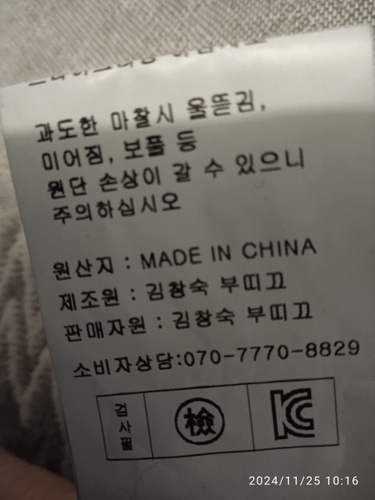 과도한 마찰시 올뜯김,
미어짐, 보풀 등
원단 손상이 갈 수 있으니
주의하십시오
원산지 : MADE IN CHINA
제조원 : 김창숙 부띠끄
판매자원 : 김창숙 부띠끄
소비자상담:070-7770-8829
검사필 檢 KC
2024/11/25 10:16